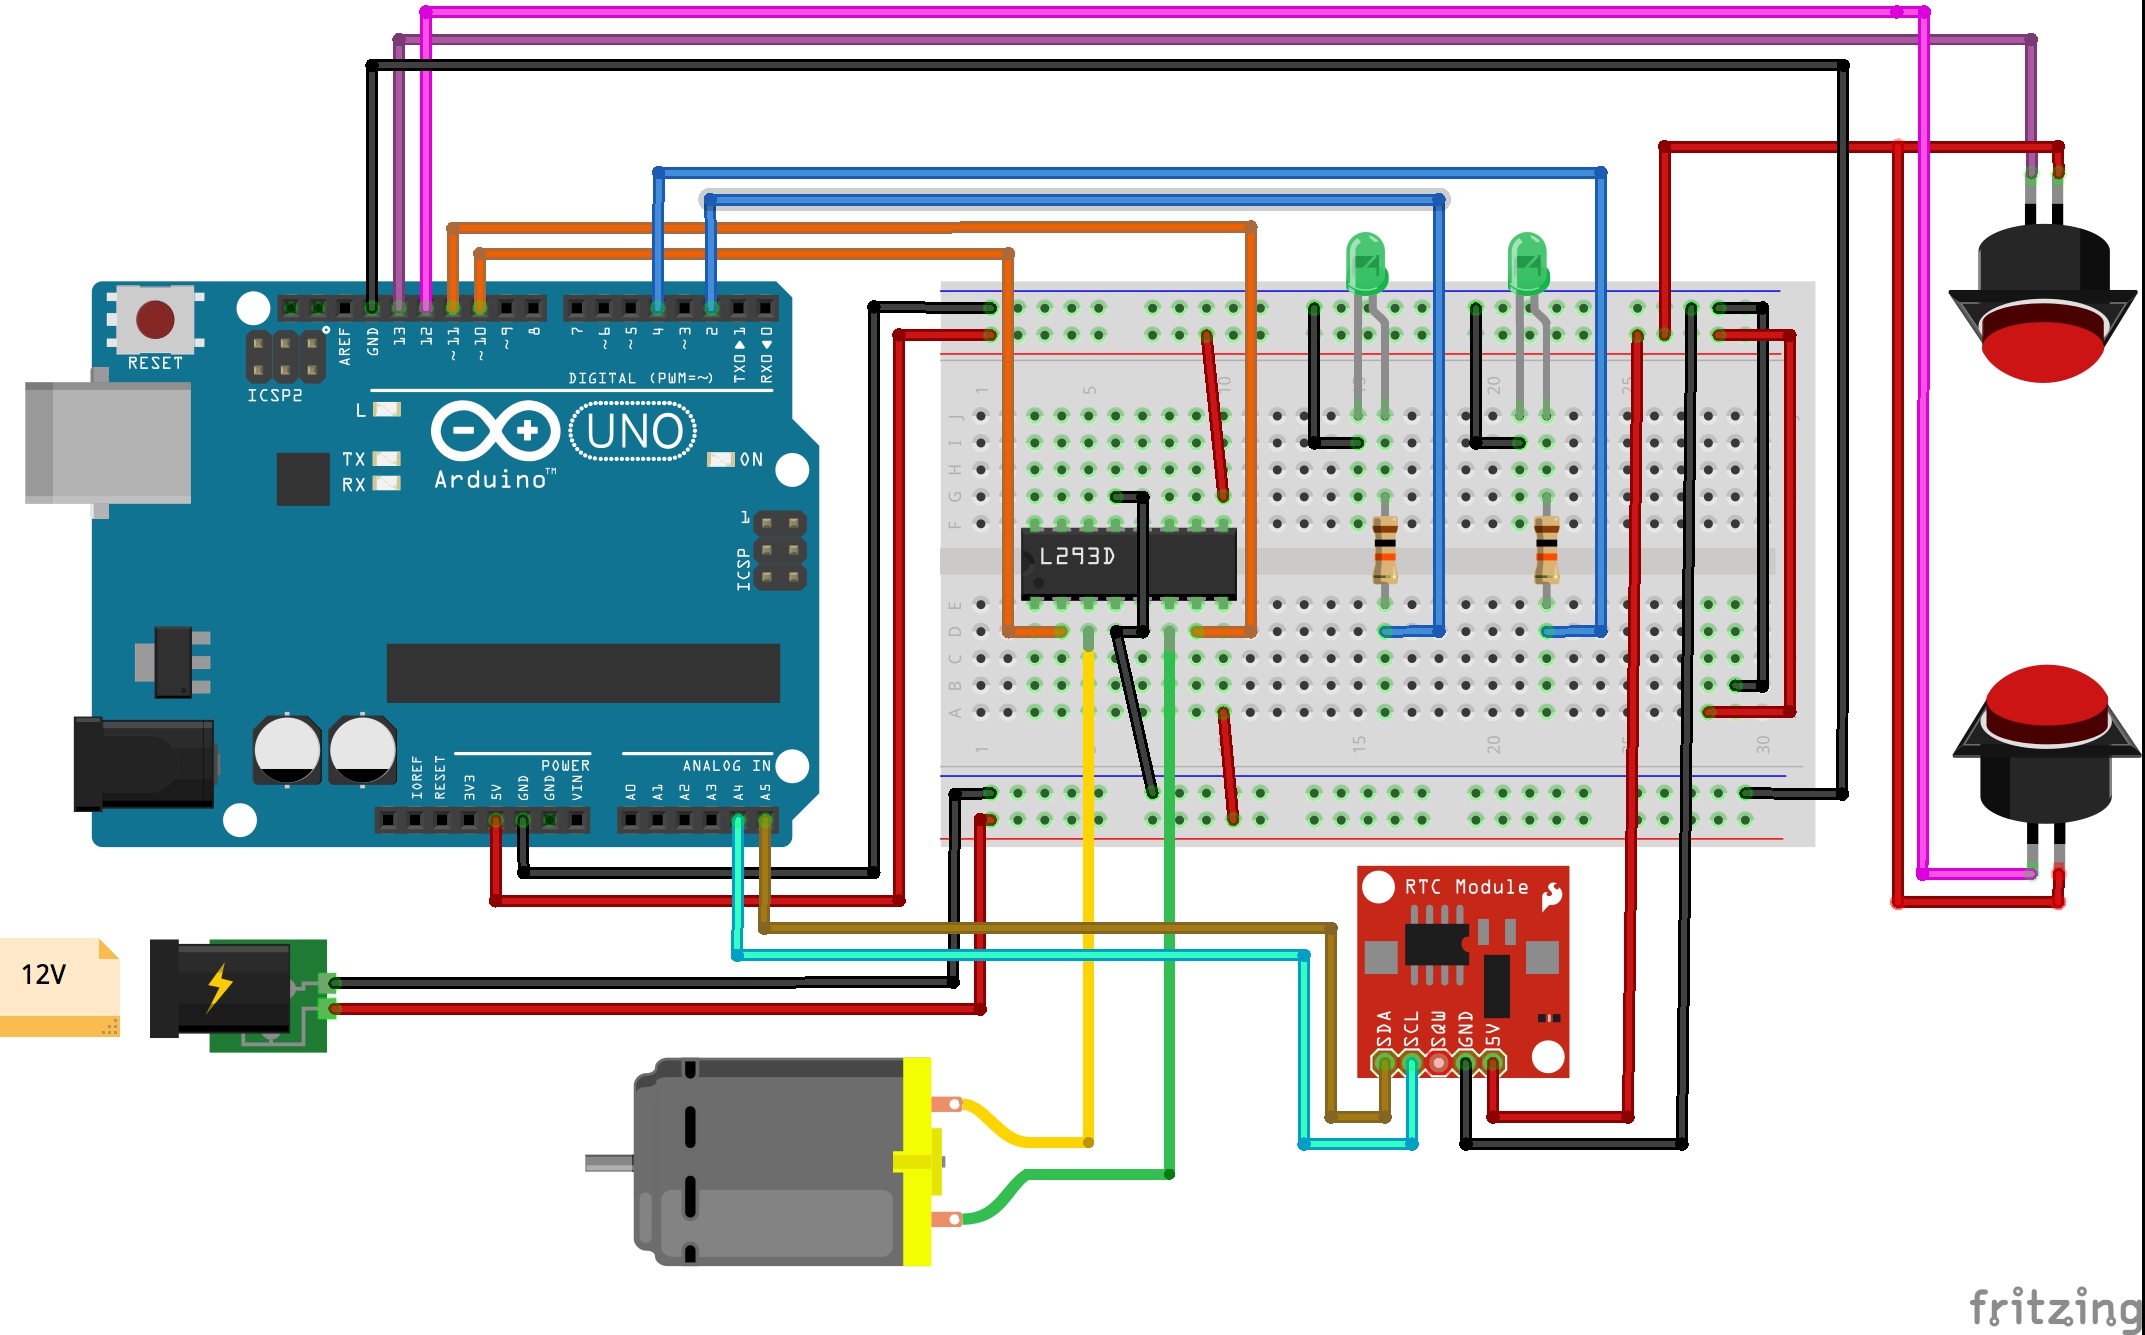 RESET
ICSP2
AREF
GND
13
12
~11
~10
~9
8
7
~6
~5
4
~3
2
TX0 1
RX0 0
DIGITAL (PWM=~)
L
TX
RX
UNO
ON
Arduino™
1
ICSP
POWER
ANALOG IN
IOREF
RESET
3V3
5V
GND
GND
VIN
A0
A1
A2
A3
A4
A5
1
5
10
20
J
I
H
G
F
L293D
E
D
C
B
A
1
15
20
30
12V
RTC Module
SDA
SCL
SQW
GND
5V
fritzing